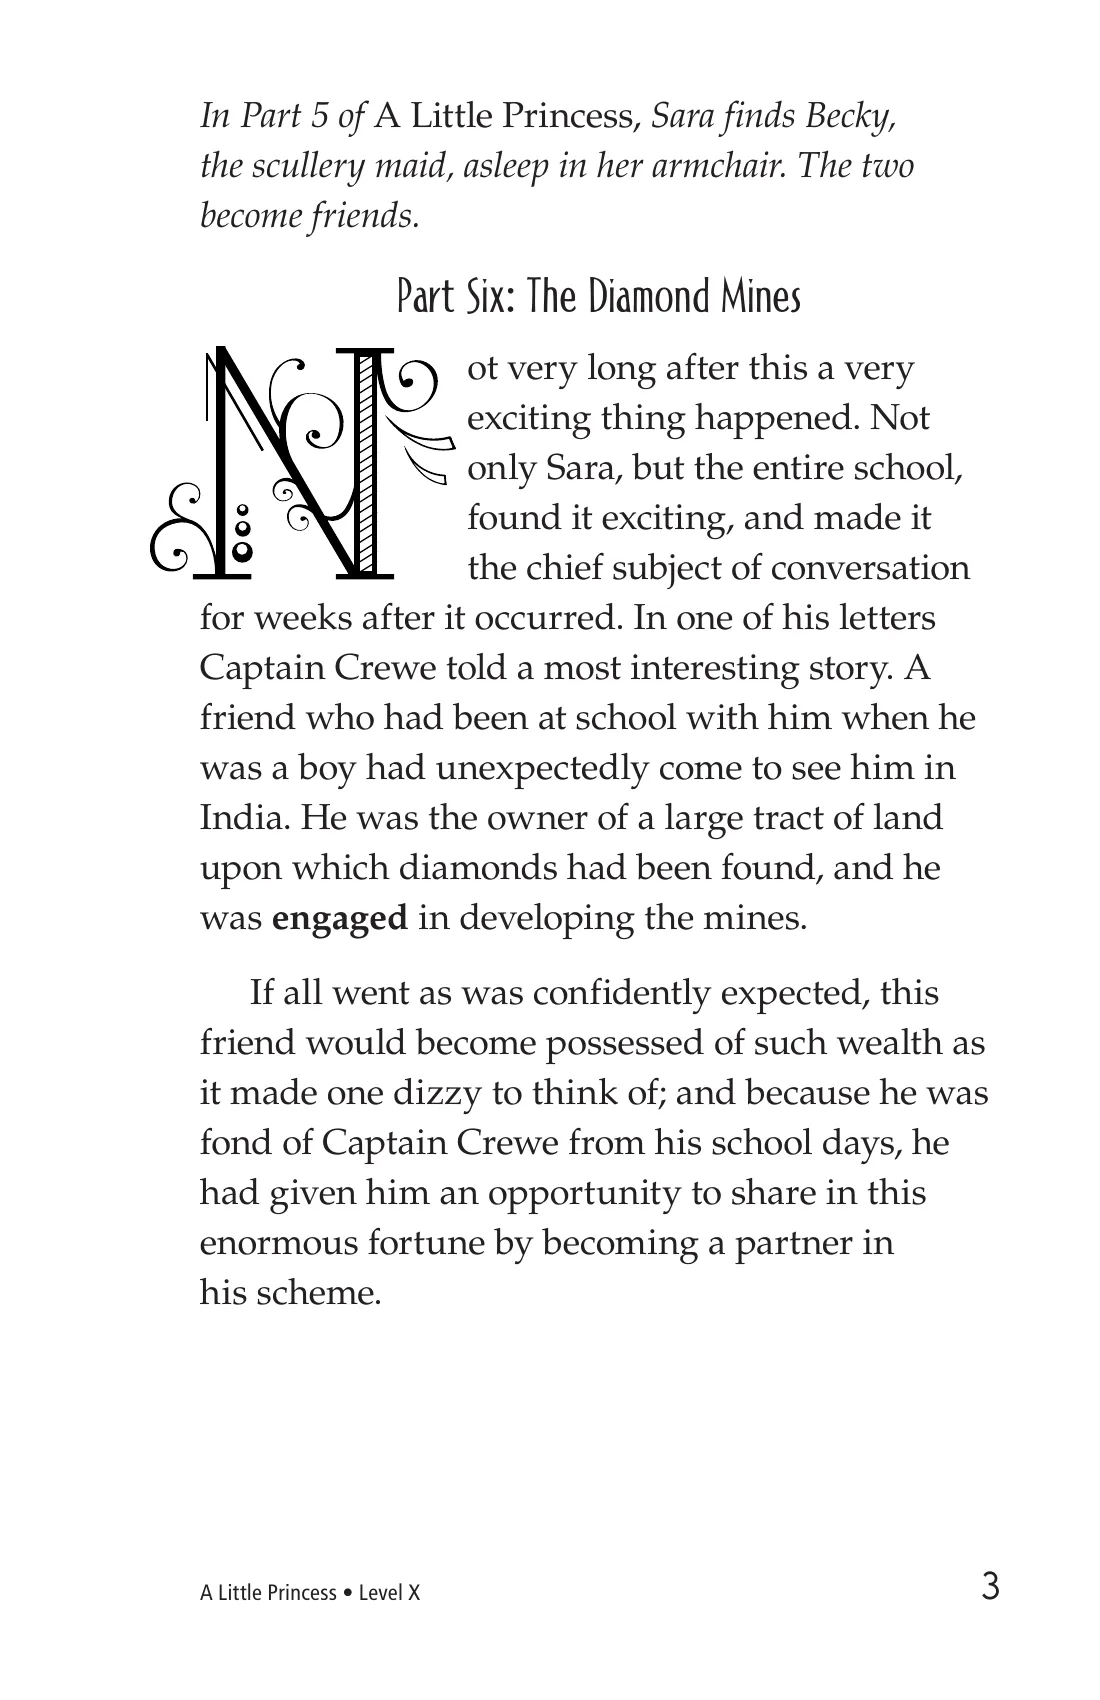 In Part 5 of A Little Princess, Sara finds Becky,
the scullery maid, asleep in her armchair. The two
become friends.
Part Six: The Diamond Mines
Not very long after this a very
exciting thing happened. Not
only Sara, but the entire school,
found it exciting, and made it
the chief subject of conversation
for weeks after it occurred. In one of his letters
Captain Crewe told a most interesting story. A
friend who had been at school with him when he
was a boy had unexpectedly come to see him in
India. He was the owner of a large tract of land
upon which diamonds had been found, and he
was engaged in developing the mines.
If all went as was confidently expected, this
friend would become possessed of such wealth as
it made one dizzy to think of; and because he was
fond of Captain Crewe from his school days, he
had given him an opportunity to share in this
enormous fortune by becoming a partner in
his scheme.
A Little Princess • Level X
3